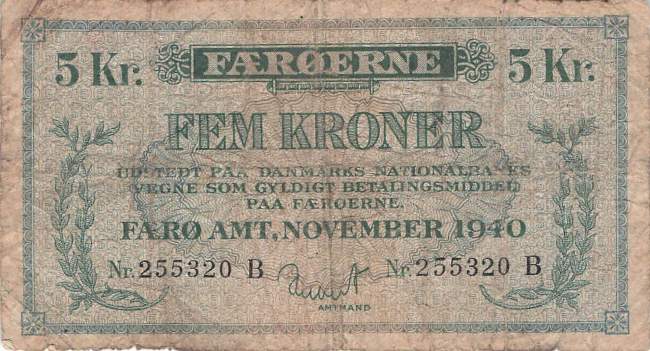 5 Kr. FÆRØERNE 5 Kr.
FEM KRONER
UDSTEDT PAA DANMARKS NATIONALBANKS
VEGNE SOM GYLDIGT BETALINGSMIDDEL
PAA FÆRØERNE.
FÆRØ AMT, NOVEMBER 1940
Nr. 255320 B Nr. 255320 B
AMTMAND